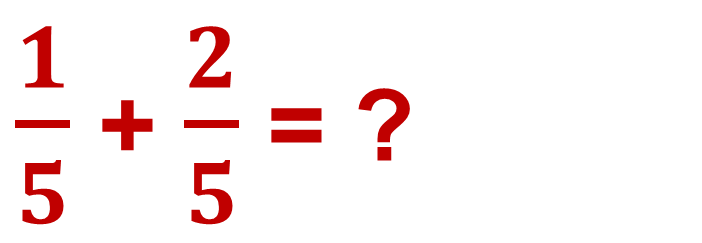 1/5 + 2/5 = ?